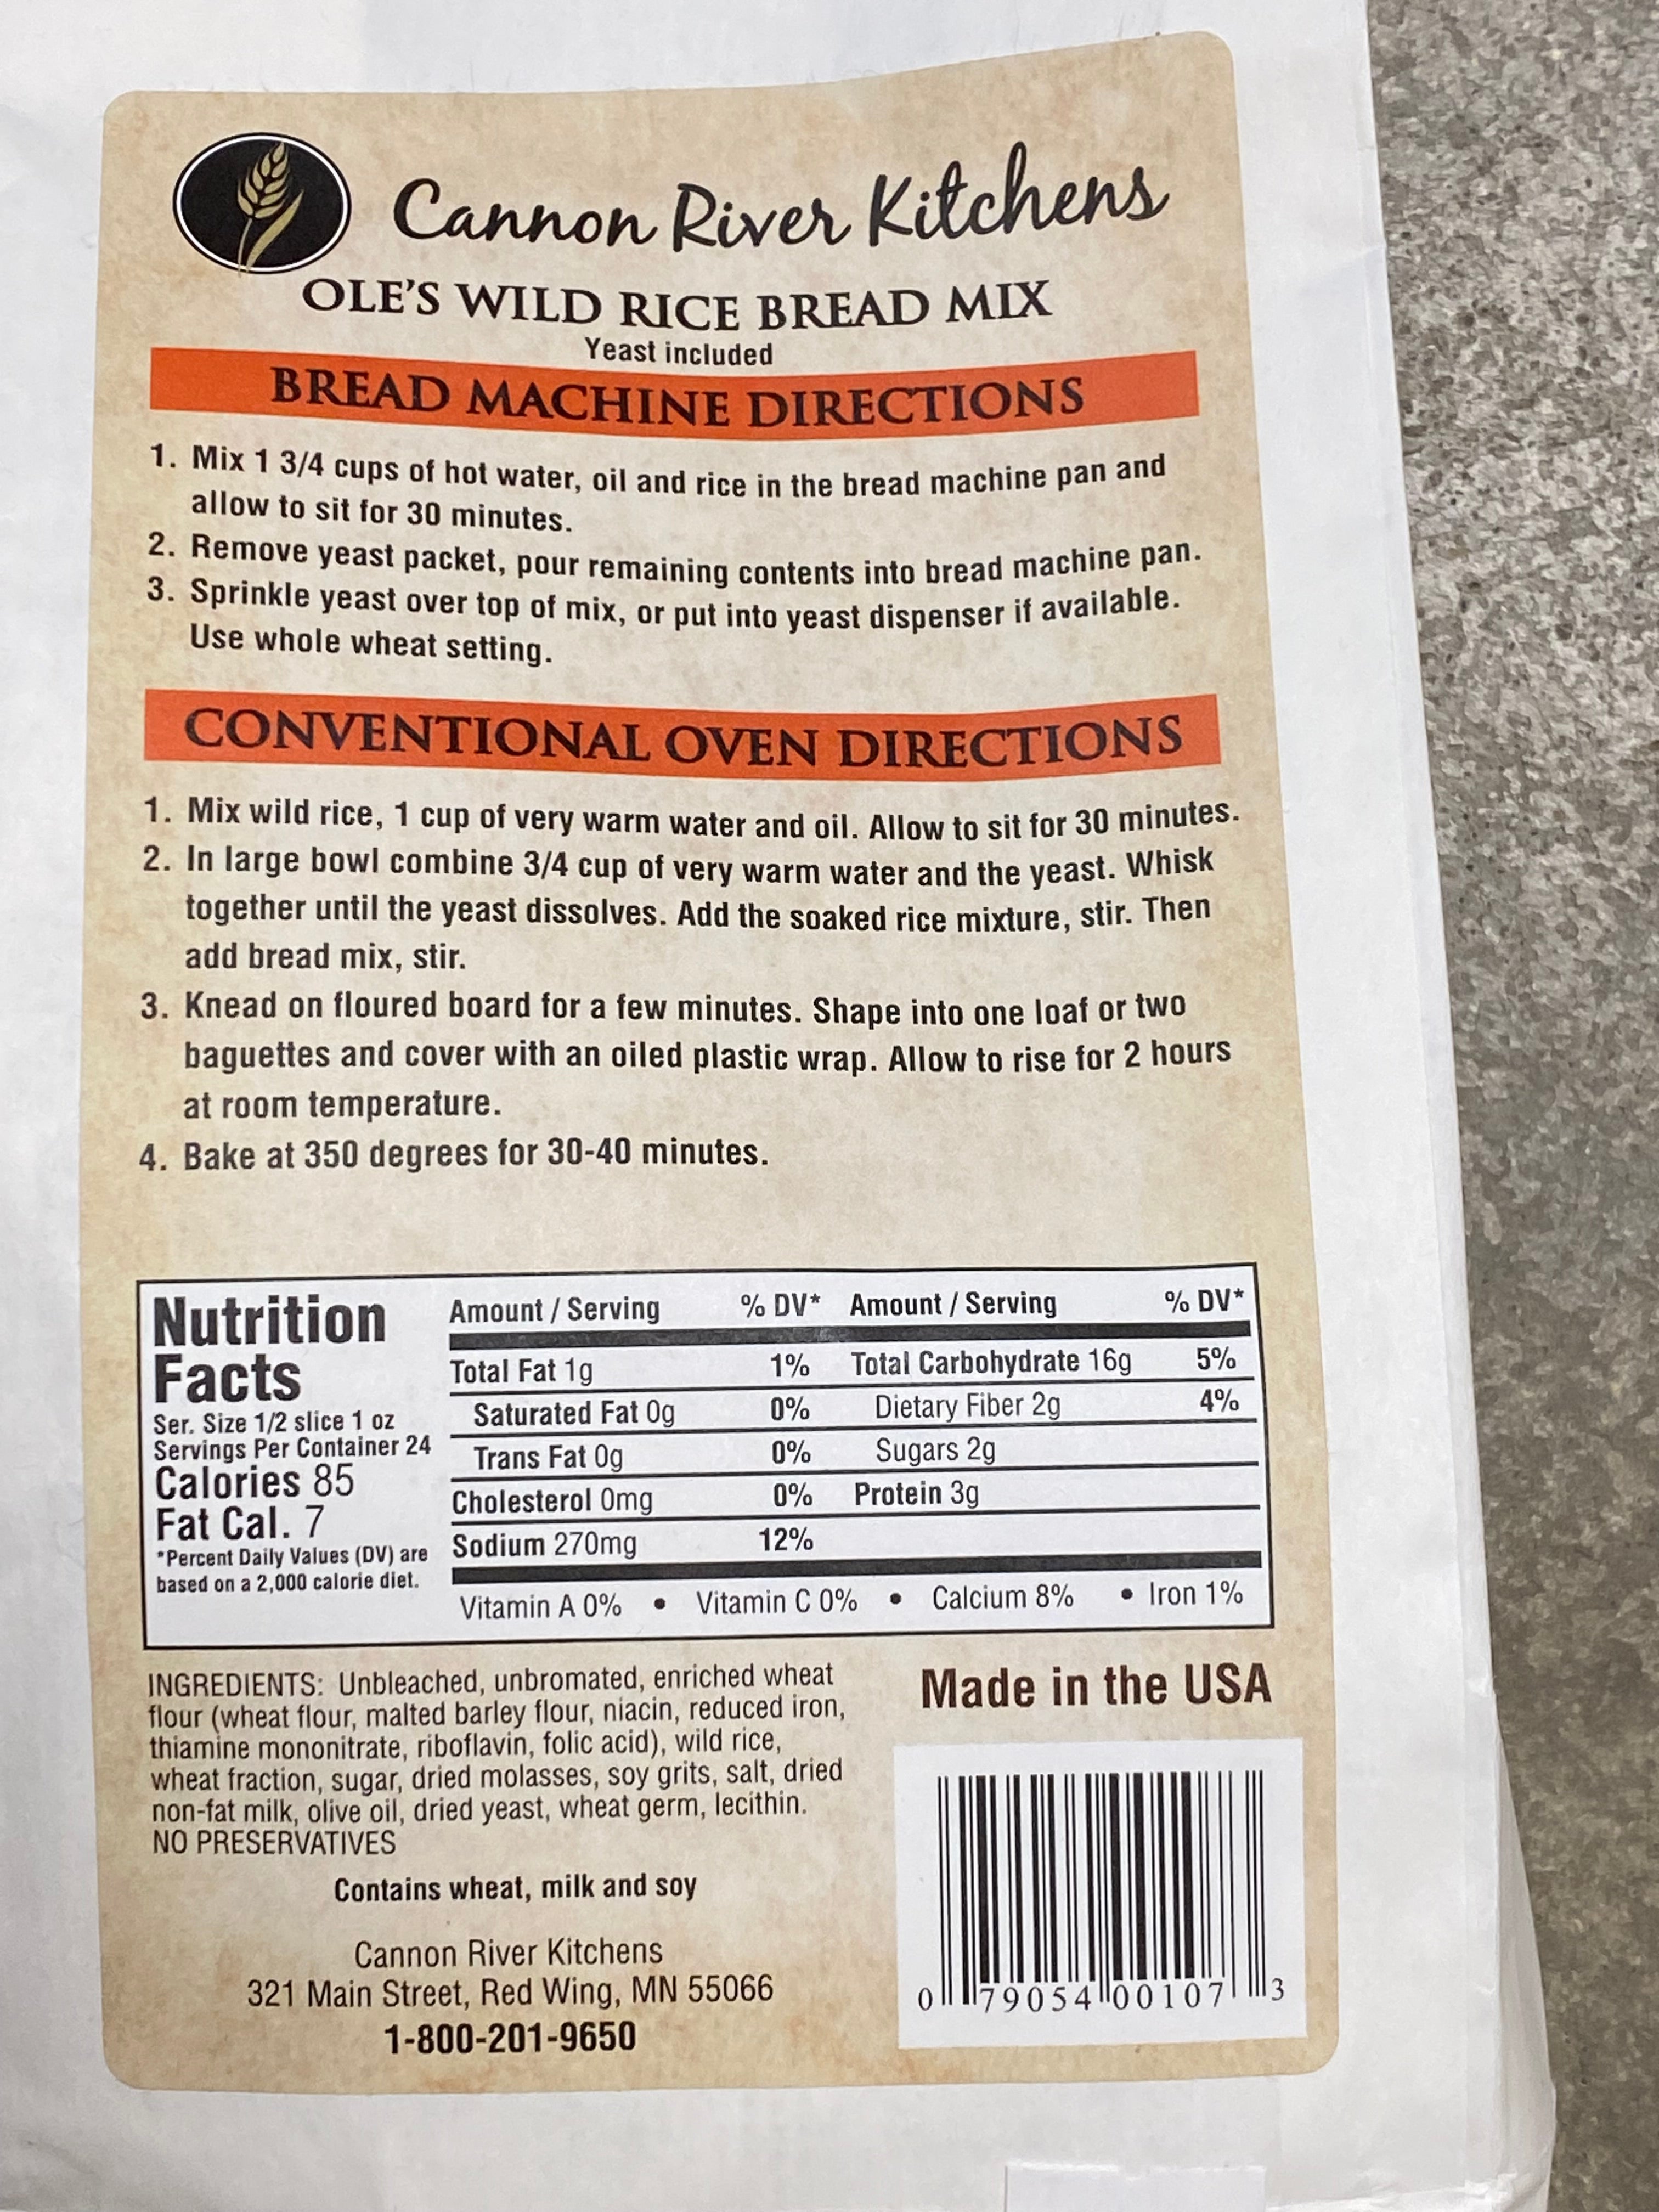 Cannon River Kitchens
OLE'S WILD RICE BREAD MIX
Yeast included
BREAD MACHINE DIRECTIONS
1. Mix 1 3/4 cups of hot water, oil and rice in the bread machine pan and
allow to sit for 30 minutes.
2. Remove yeast packet, pour remaining contents into bread machine pan.
3. Sprinkle yeast over top of mix, or put into yeast dispenser if available.
Use whole wheat setting.
CONVENTIONAL OVEN DIRECTIONS
1. Mix wild rice, 1 cup of very warm water and oil. Allow to sit for 30 minutes.
2. In large bowl combine 3/4 cup of very warm water and the yeast. Whisk
together until the yeast dissolves. Add the soaked rice mixture, stir. Then
add bread mix, stir.
3. Knead on floured board for a few minutes. Shape into one loaf or two
baguettes and cover with an oiled plastic wrap. Allow to rise for 2 hours
at room temperature.
4. Bake at 350 degrees for 30-40 minutes.
Nutrition
Facts
Ser. Size 1/2 slice 1 oz
Servings Per Container 24
Calories 85
Fat Cal. 7
*Percent Daily Values (DV) are
based on a 2,000 calorie diet.
Amount / Serving % DV* Amount / Serving % DV*
Total Fat 1g 1% Total Carbohydrate 16g 5%
Saturated Fat 0g 0% Dietary Fiber 2g 4%
Trans Fat 0g 0% Sugars 2g
Cholesterol 0mg 0% Protein 3g
Sodium 270mg 12%
Vitamin A 0% • Vitamin C 0% • Calcium 8% • Iron 1%
INGREDIENTS: Unbleached, unbromated, enriched wheat
flour (wheat flour, malted barley flour, niacin, reduced iron,
thiamine mononitrate, riboflavin, folic acid), wild rice,
wheat fraction, sugar, dried molasses, soy grits, salt, dried
non-fat milk, olive oil, dried yeast, wheat germ, lecithin.
NO PRESERVATIVES
Contains wheat, milk and soy
Cannon River Kitchens
321 Main Street, Red Wing, MN 55066
1-800-201-9650
Made in the USA
0 79054 00107 3